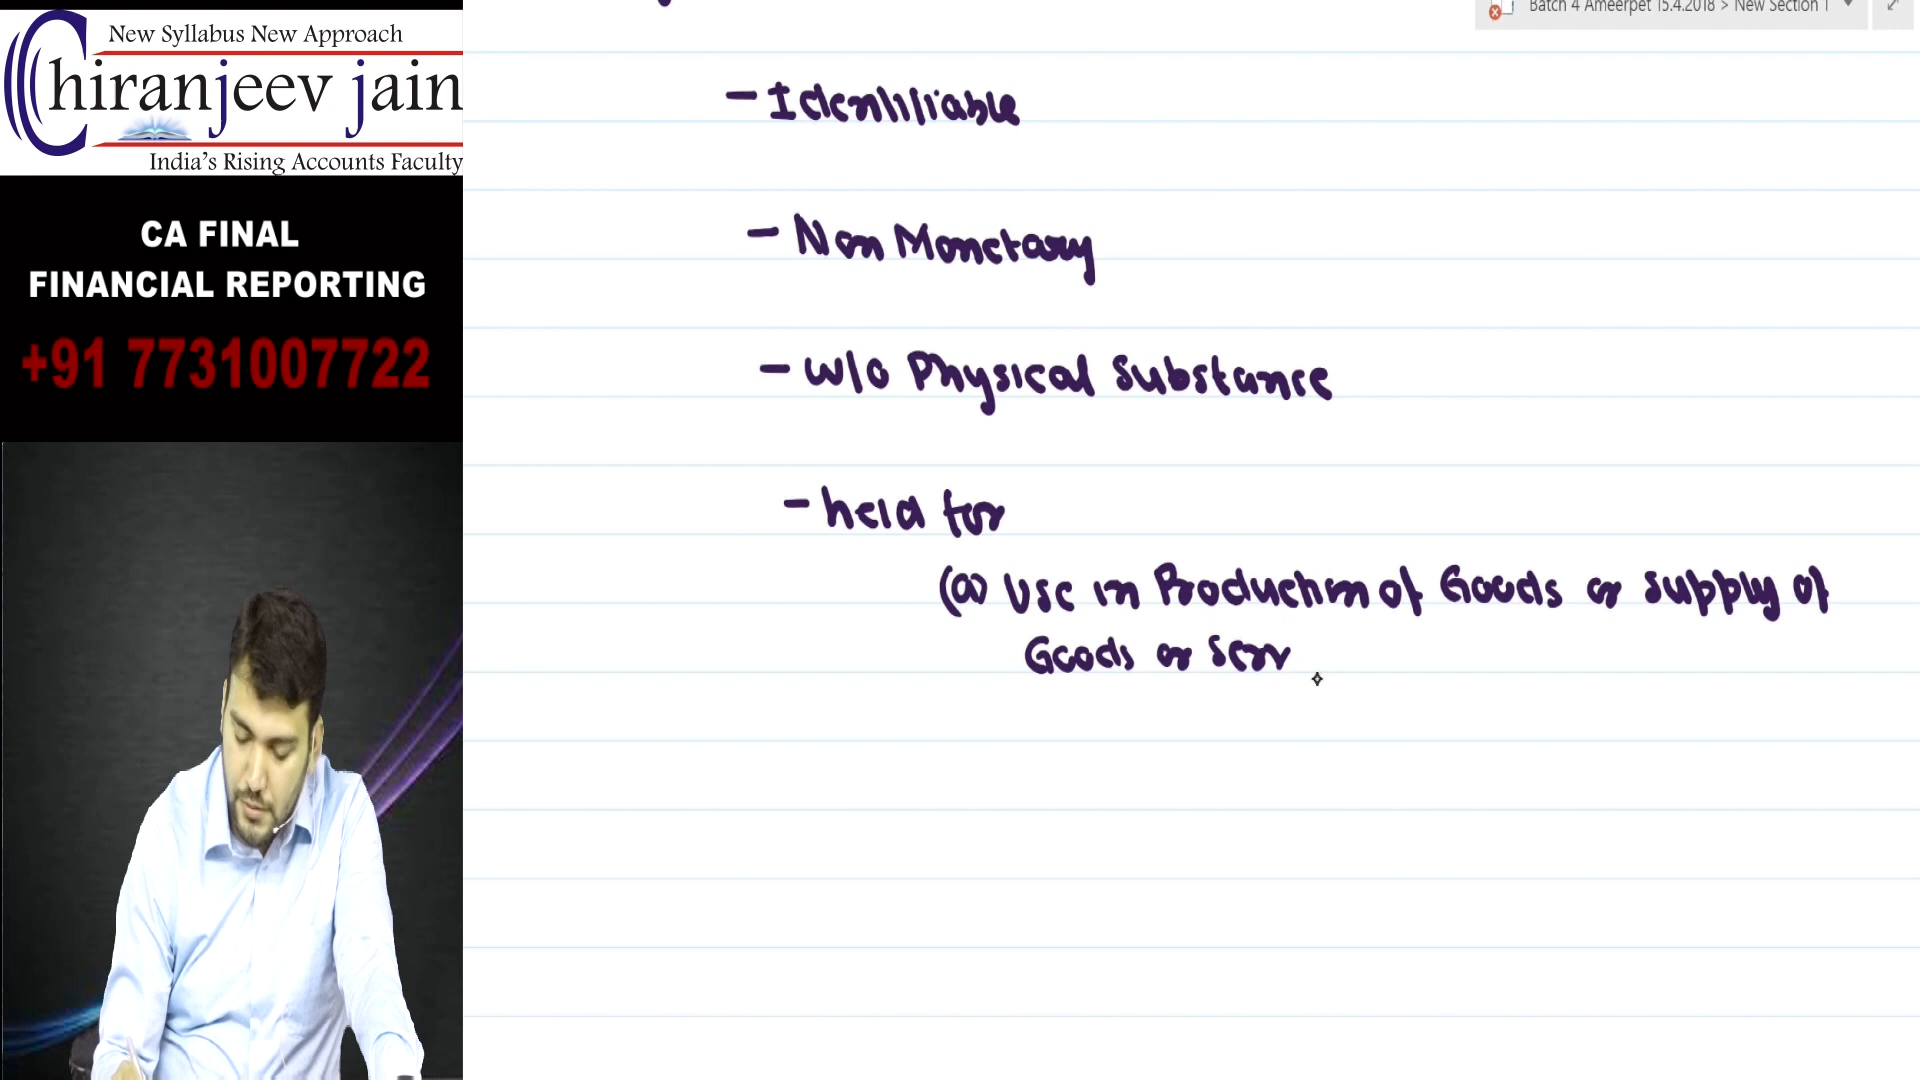 New Syllabus New Approach
Chiranjeev jain
India's Rising Accounts Faculty
CA FINAL
FINANCIAL REPORTING
+91 7731007722
Batch 4 Ameerpet 15.4.2018 > New Section 1
- Identifiable
- Non Monetary
- w/o Physical Substance
- held for
(a) Use in Production of Goods or Supply of
Goods or Serv